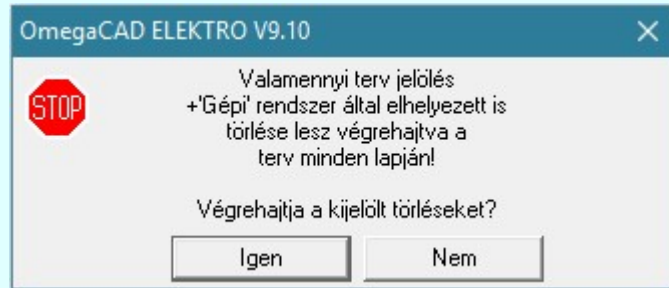 OmegaCAD ELEKTRO V9.10
STOP
Valamennyi terv jelölés
+'Gépi' rendszer által elhelyezett is
törlése lesz végrehajtva a
terv minden lapján!
Végrehajtja a kijelölt törléseket?
Igen
Nem